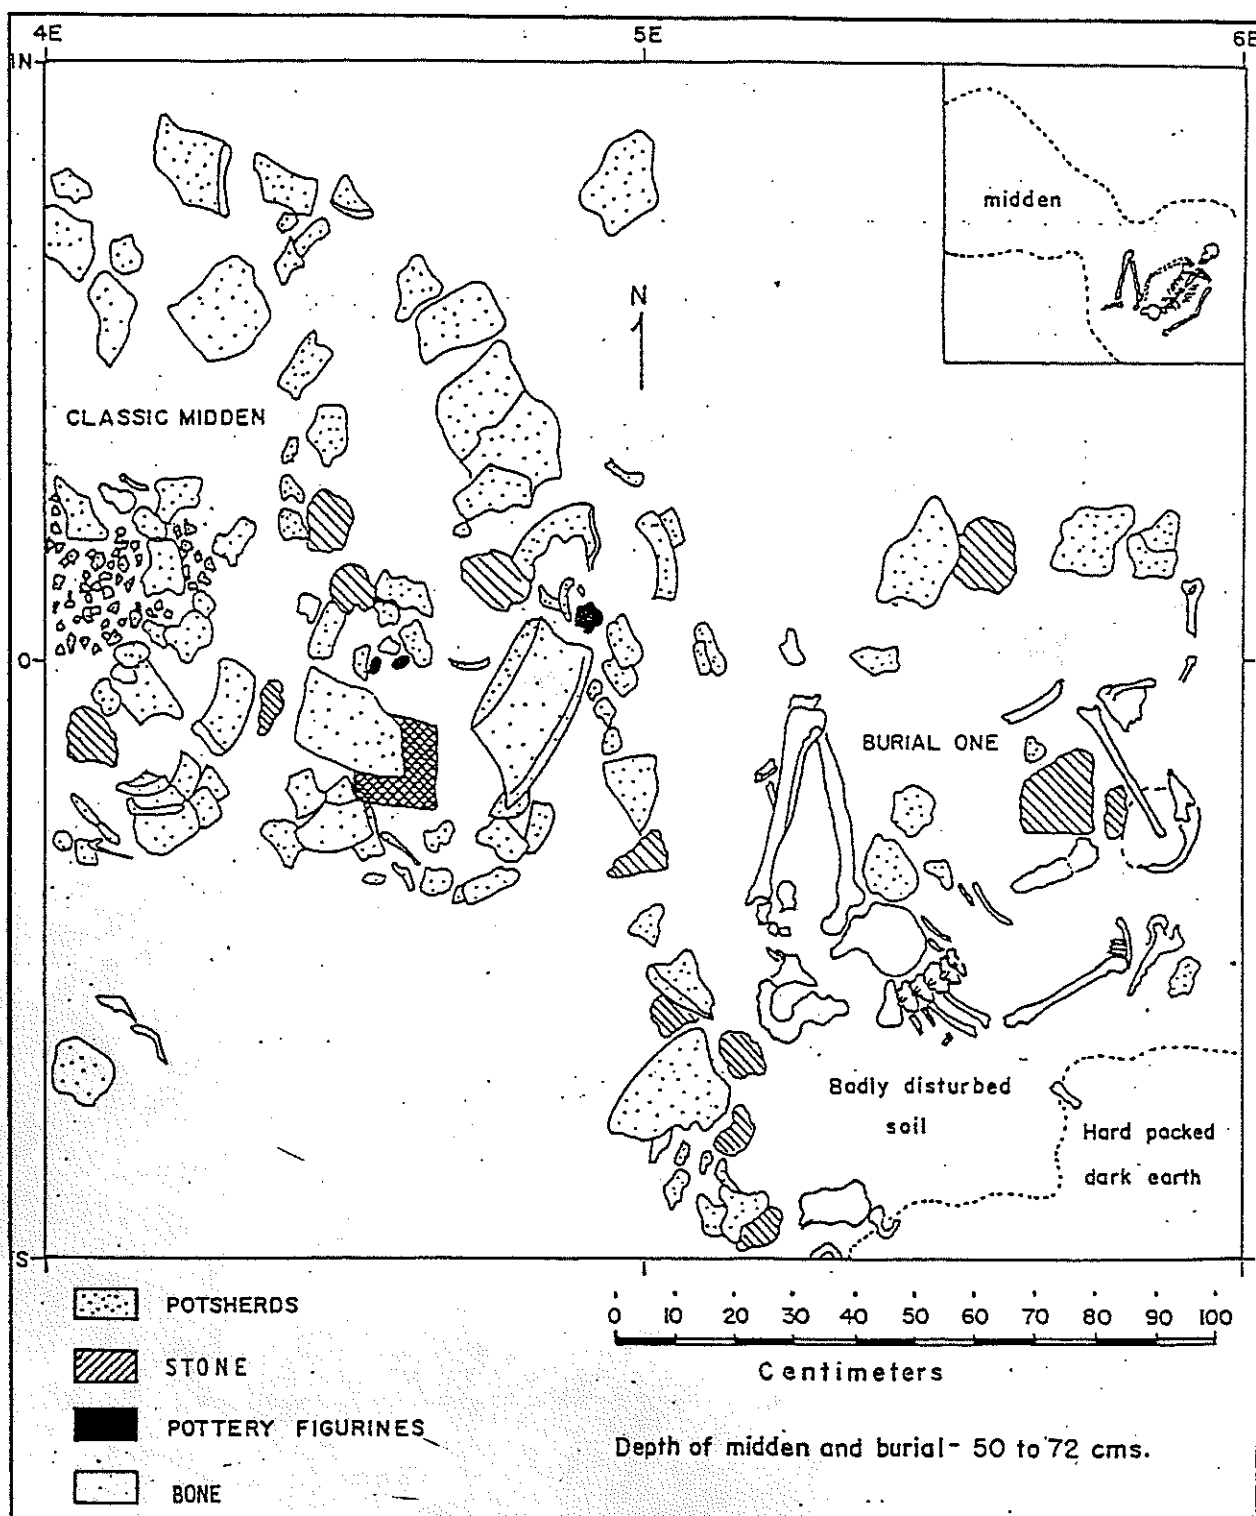 4E 5E 6E
1N
midden
N
CLASSIC MIDDEN
0
BURIAL ONE
Badly disturbed
soil
Hard packed
dark earth
S
POTSHERDS
STONE
POTTERY FIGURINES
BONE
0 10 20 30 40 50 60 70 80 90 100
Centimeters
Depth of midden and burial - 50 to 72 cms.